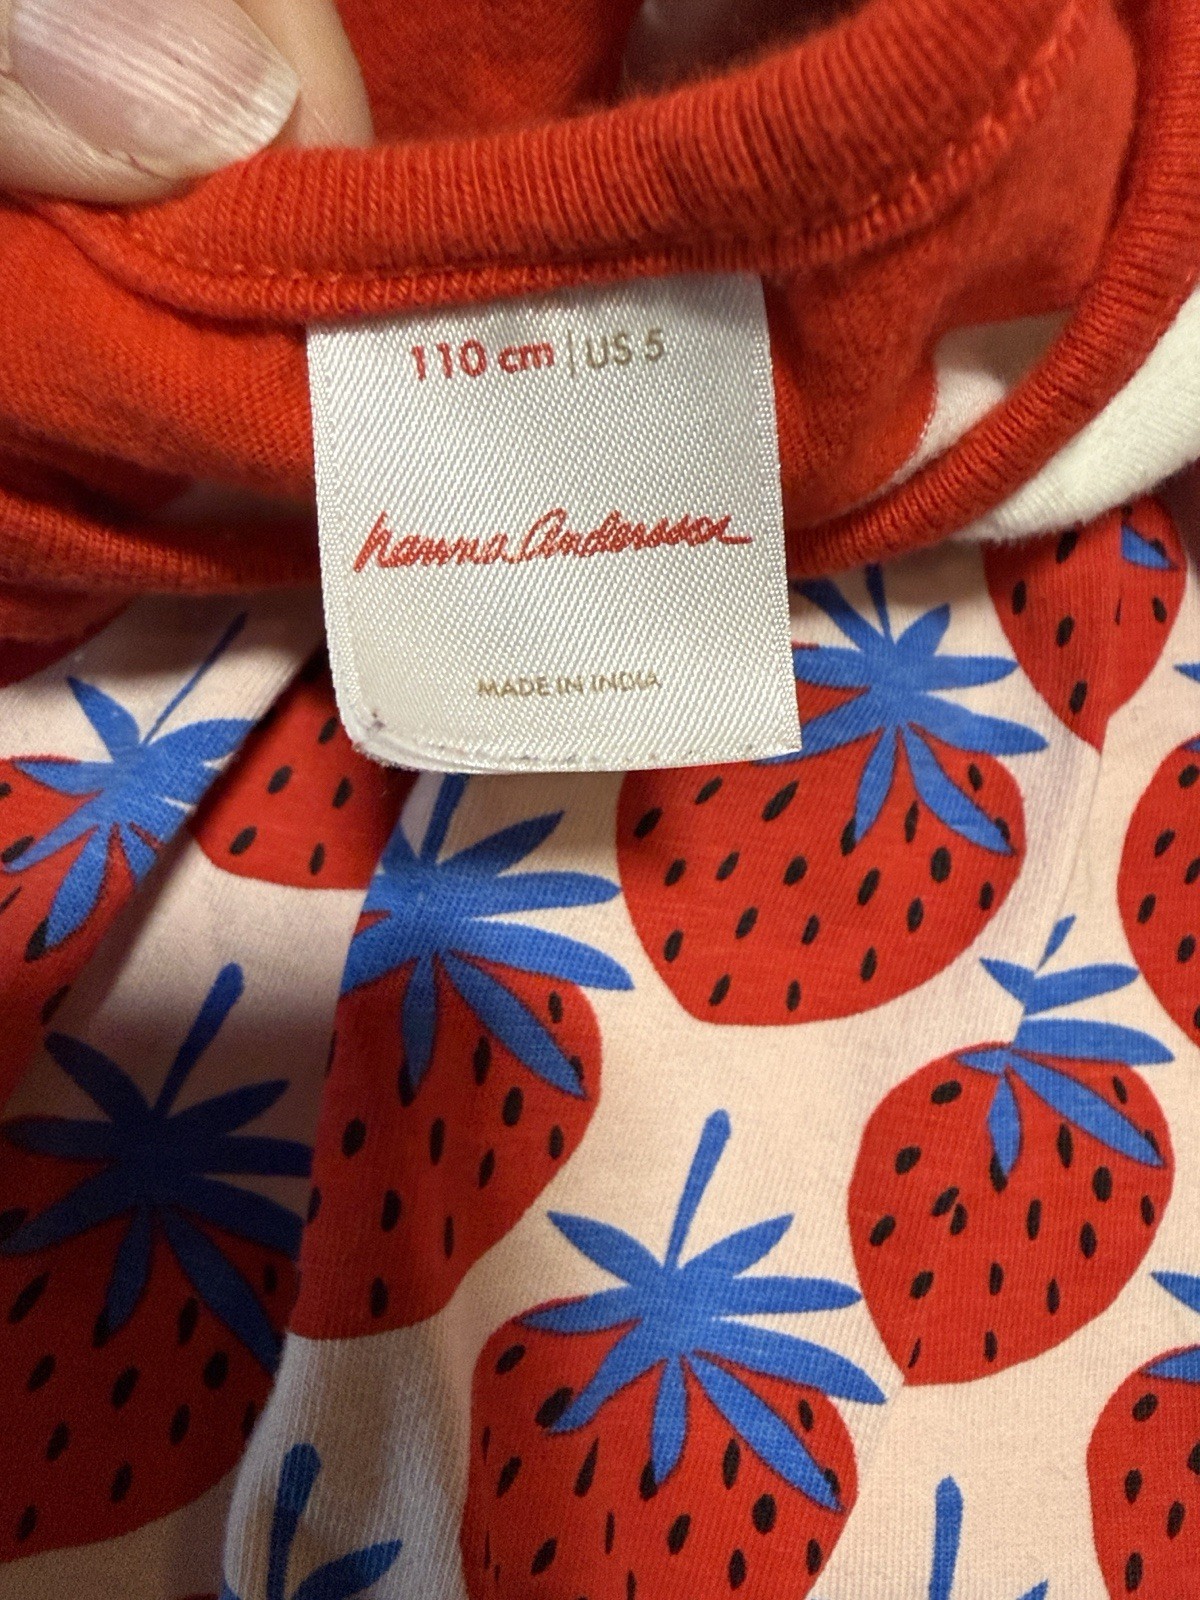 110 cm | US 5
hanna Andersson
MADE IN INDIA